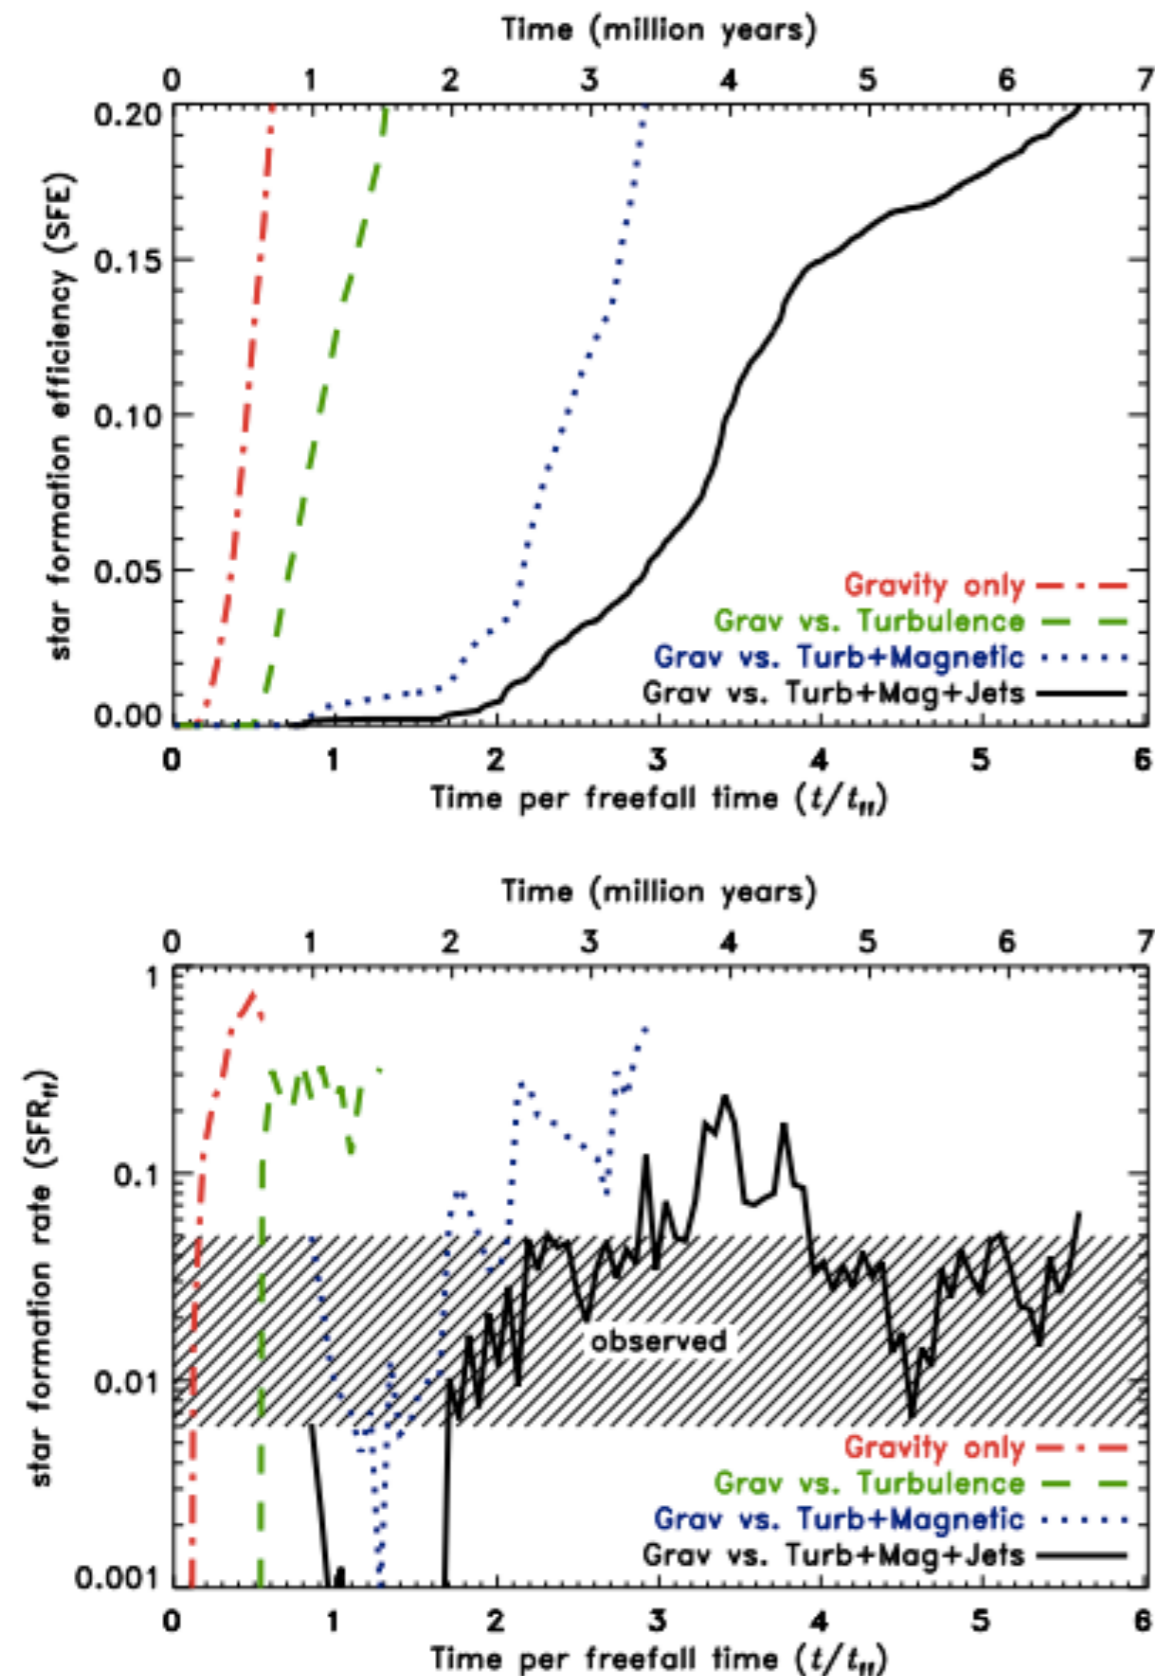 Time (million years)
0 1 2 3 4 5 6 7
0.20
0.15
0.10
0.05
0.00
star formation efficiency (SFE)
Gravity only
Grav vs. Turbulence
Grav vs. Turb+Magnetic
Grav vs. Turb+Mag+Jets
0 1 2 3 4 5 6
Time per freefall time (t/tff)
Time (million years)
0 1 2 3 4 5 6 7
1
0.1
0.01
0.001
star formation rate (SFRff)
observed
Gravity only
Grav vs. Turbulence
Grav vs. Turb+Magnetic
Grav vs. Turb+Mag+Jets
0 1 2 3 4 5 6
Time per freefall time (t/tff)